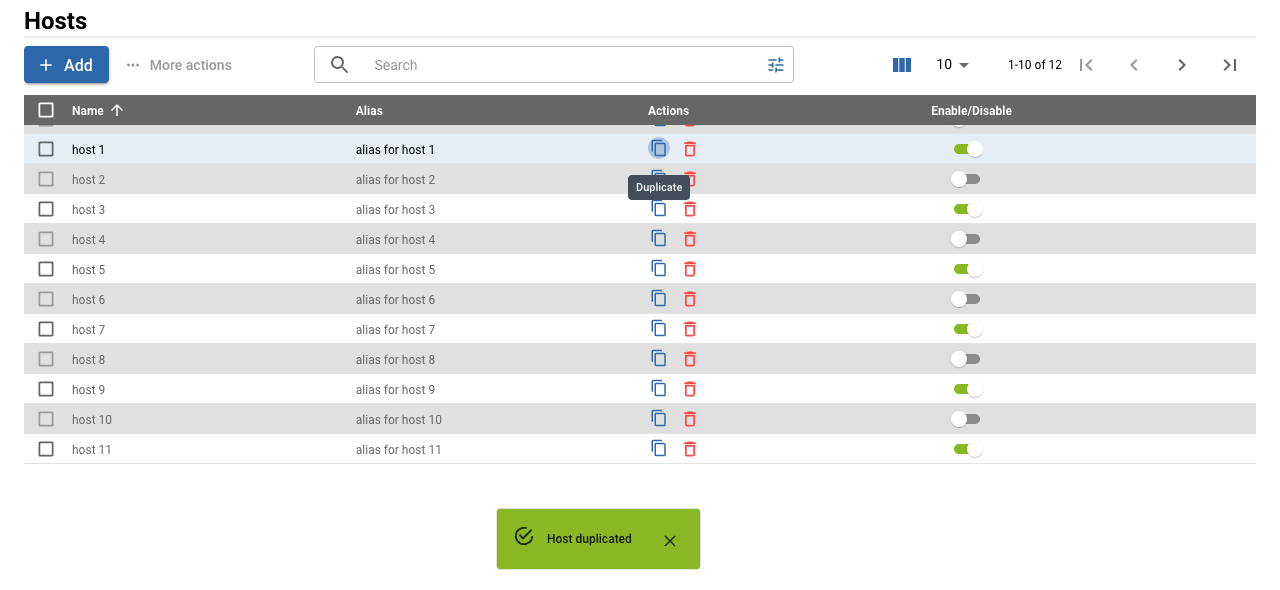 Hosts
Add More actions Search 10 1-10 of 12
Name Alias Actions Enable/Disable
host 1 alias for host 1
host 2 alias for host 2
Duplicate
host 3 alias for host 3
host 4 alias for host 4
host 5 alias for host 5
host 6 alias for host 6
host 7 alias for host 7
host 8 alias for host 8
host 9 alias for host 9
host 10 alias for host 10
host 11 alias for host 11
Host duplicated